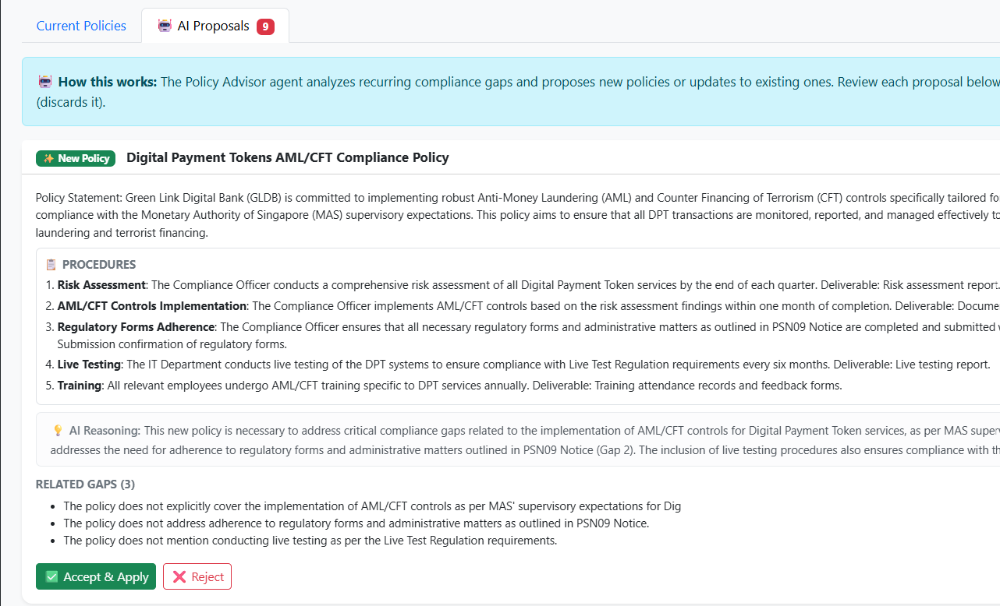 Current Policies
AI Proposals 9
How this works: The Policy Advisor agent analyzes recurring compliance gaps and proposes new policies or updates to existing ones. Review each proposal below
(discards it).
New Policy Digital Payment Tokens AML/CFT Compliance Policy
Policy Statement: Green Link Digital Bank (GLDB) is committed to implementing robust Anti-Money Laundering (AML) and Counter Financing of Terrorism (CFT) controls specifically tailored
compliance with the Monetary Authority of Singapore (MAS) supervisory expectations. This policy aims to ensure that all DPT transactions are monitored, reported, and managed effectively to
laundering and terrorist financing.
PROCEDURES
1. Risk Assessment: The Compliance Officer conducts a comprehensive risk assessment of all Digital Payment Token services by the end of each quarter. Deliverable: Risk assessment report.
2. AML/CFT Controls Implementation: The Compliance Officer implements AML/CFT controls based on the risk assessment findings within one month of completion. Deliverable:
3. Regulatory Forms Adherence: The Compliance Officer ensures that all necessary regulatory forms and administrative matters as outlined in PSN09 Notice are completed and submitted
Submission confirmation of regulatory forms.
4. Live Testing: The IT Department conducts live testing of the DPT systems to ensure compliance with Live Test Regulation requirements every six months. Deliverable: Live testing report.
5. Training: All relevant employees undergo AML/CFT training specific to DPT services annually. Deliverable: Training attendance records and feedback forms.
AI Reasoning: This new policy is necessary to address critical compliance gaps related to the implementation of AML/CFT controls for Digital Payment Token services, as per MAS
addresses the need for adherence to regulatory forms and administrative matters outlined in PSN09 Notice (Gap 2). The inclusion of live testing procedures also ensures compliance with
RELATED GAPS (3)
The policy does not explicitly cover the implementation of AML/CFT controls as per MAS' supervisory expectations for Dig
The policy does not address adherence to regulatory forms and administrative matters as outlined in PSN09 Notice.
The policy does not mention conducting live testing as per the Live Test Regulation requirements.
Accept & Apply
Reject